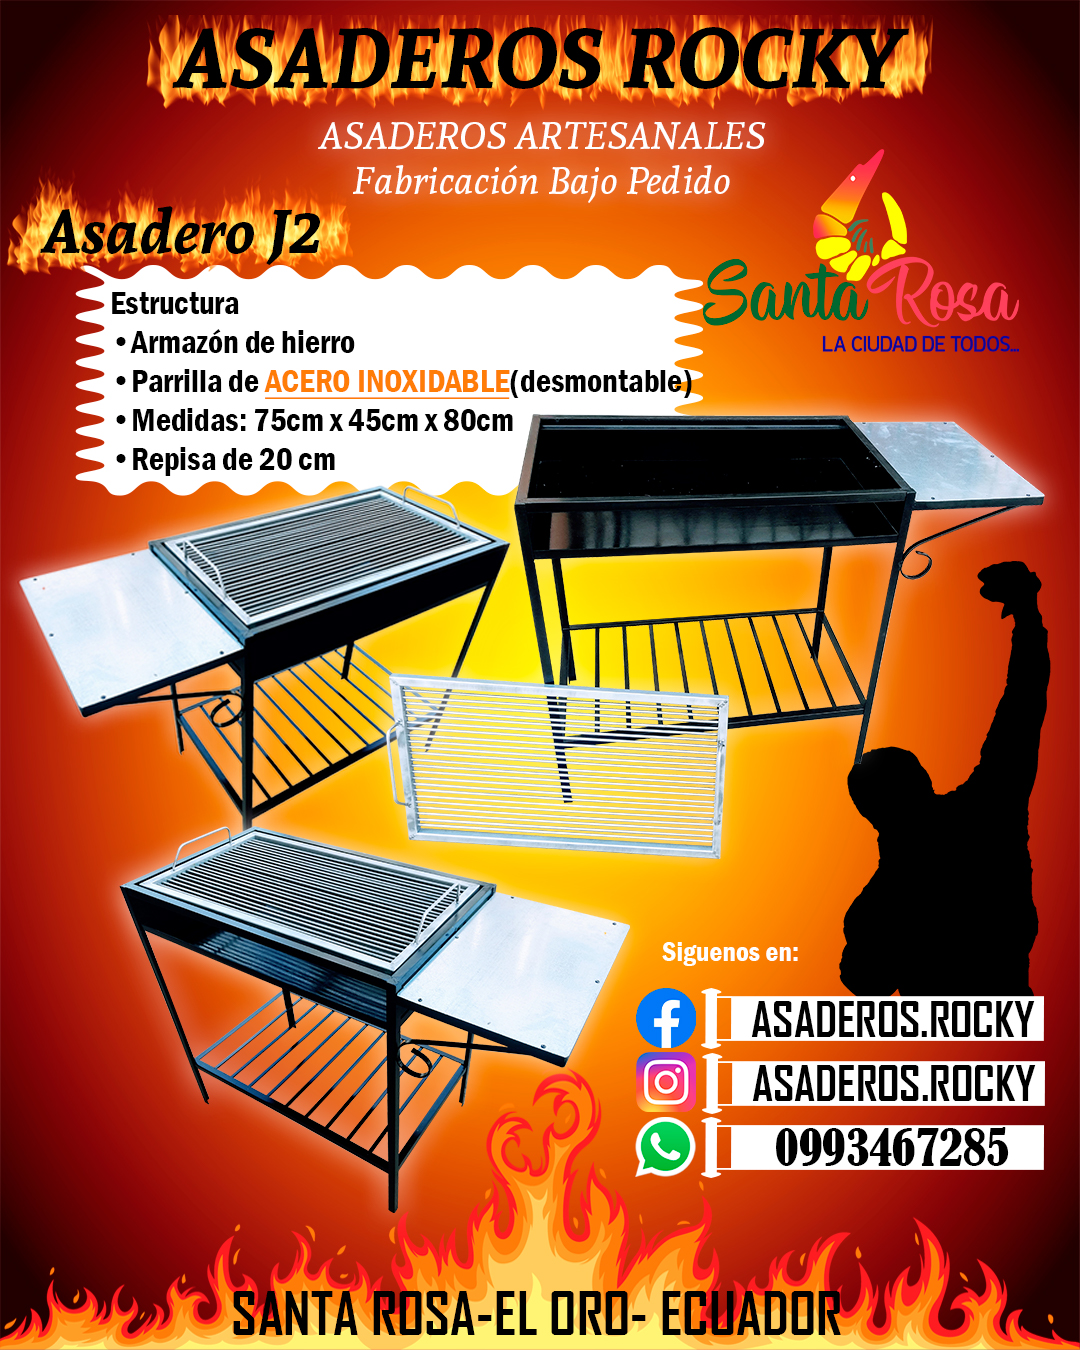 ASADEROS ROCKY
ASADEROS ARTESANALES
Fabricación Bajo Pedido
Asadero J2
Santa Rosa
LA CIUDAD DE TODOS...
Estructura
•Armazón de hierro
•Parrilla de ACERO INOXIDABLE(desmontable)
•Medidas: 75cm x 45cm x 80cm
•Repisa de 20 cm
Siguenos en:
ASADEROS.ROCKY
ASADEROS.ROCKY
0993467285
SANTA ROSA-EL ORO- ECUADOR